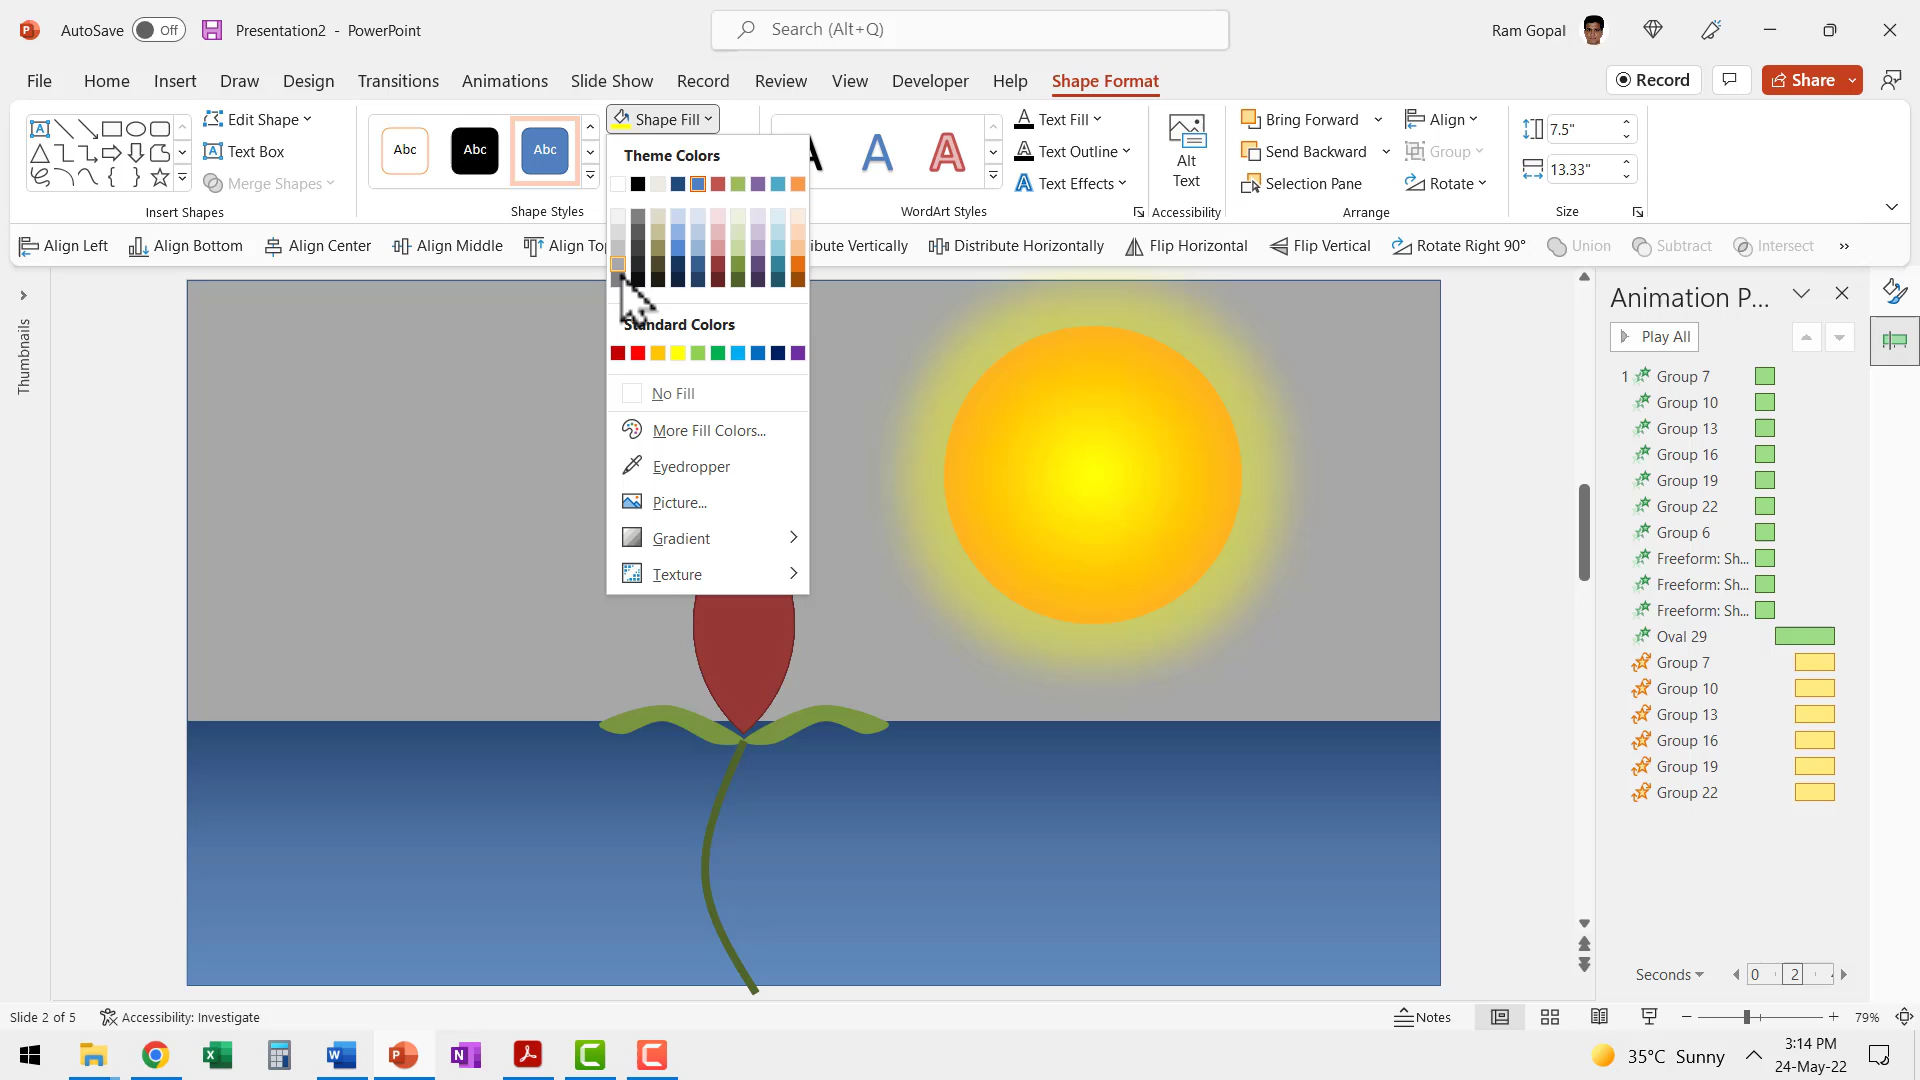 AutoSave Off Presentation2 - PowerPoint Search (Alt+Q) Ram Gopal
File Home Insert Draw Design Transitions Animations Slide Show Record Review View Developer Help Shape Format Record Share
Edit Shape
Text Box
Merge Shapes
Insert Shapes
Abc Abc Abc
Shape Styles
Shape Fill
Text Fill
Text Outline
Text Effects
WordArt Styles
Alt
Text
Accessibility
Bring Forward
Send Backward
Selection Pane
Align
Group
Rotate
Arrange
7.5"
13.33"
Size
Align Left Align Bottom Align Center Align Middle Align To ibute Vertically Distribute Horizontally Flip Horizontal Flip Vertical Rotate Right 90° Union Subtract Intersect
Theme Colors
Standard Colors
No Fill
More Fill Colors...
Eyedropper
Picture...
Gradient
Texture
Thumbnails
Animation P...
Play All
1 Group 7
Group 10
Group 13
Group 16
Group 19
Group 22
Group 6
Freeform: Sh...
Freeform: Sh...
Freeform: Sh...
Oval 29
Group 7
Group 10
Group 13
Group 16
Group 19
Group 22
Seconds 0 2
Slide 2 of 5 Accessibility: Investigate Notes 79%
35°C Sunny
3:14 PM
24-May-22